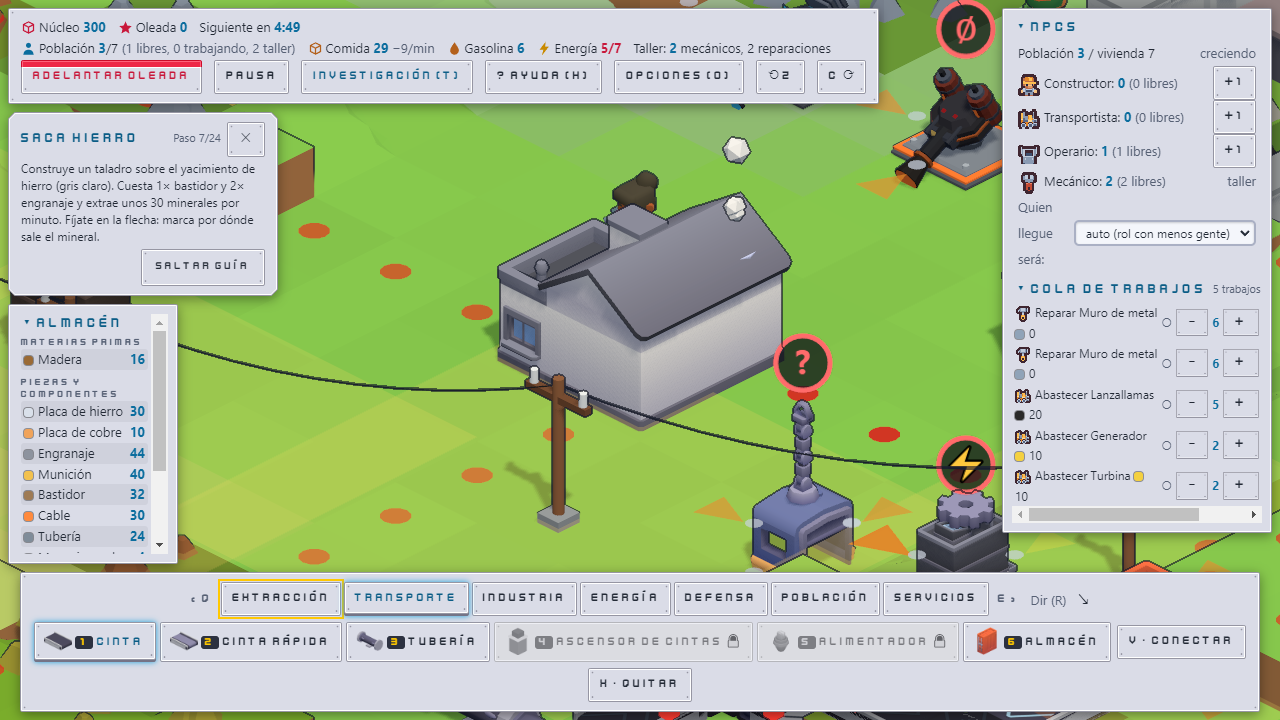 Núcleo 300 Oleada 0 Siguiente en 4:49
Población 3/7 (1 libres, 0 trabajando, 2 taller) Comida 29 −9/min Gasolina 6 Energía 5/7 Taller: 2 mecánicos, 2 reparaciones
ADELANTAR OLEADA PAUSA INVESTIGACIÓN (T) ? AYUDA (H) OPCIONES (O) 2 C
SACA HIERRO Paso 7/24
Construye un taladro sobre el yacimiento de
hierro (gris claro). Cuesta 1× bastidor y 2×
engranaje y extrae unos 30 minerales por
minuto. Fíjate en la flecha: marca por dónde
sale el mineral.
SALTAR GUÍA
ALMACÉN
MATERIAS PRIMAS
Madera 16
PIEZAS Y
COMPONENTES
Placa de hierro 30
Placa de cobre 10
Engranaje 44
Munición 40
Bastidor 32
Cable 30
Tubería 24
Ø
?
NPCS
Población 3 / vivienda 7 creciendo
Constructor: 0 (0 libres) +1
Transportista: 0 (0 libres) +1
Operario: 1 (1 libres) +1
Mecánico: 2 (2 libres) taller
Quien
llegue auto (rol con menos gente)
será:
COLA DE TRABAJOS 5 trabajos
Reparar Muro de metal
0 − 6 +
Reparar Muro de metal
0 − 6 +
Abastecer Lanzallamas
20 − 5 +
Abastecer Generador
10 − 2 +
Abastecer Turbina
10 − 2 +
‹ Q EXTRACCIÓN TRANSPORTE INDUSTRIA ENERGÍA DEFENSA POBLACIÓN SERVICIOS E › Dir (R) ↘
1 CINTA 2 CINTA RÁPIDA 3 TUBERÍA 4 ASCENSOR DE CINTAS 5 ALIMENTADOR 6 ALMACÉN V · CONECTAR
X · QUITAR